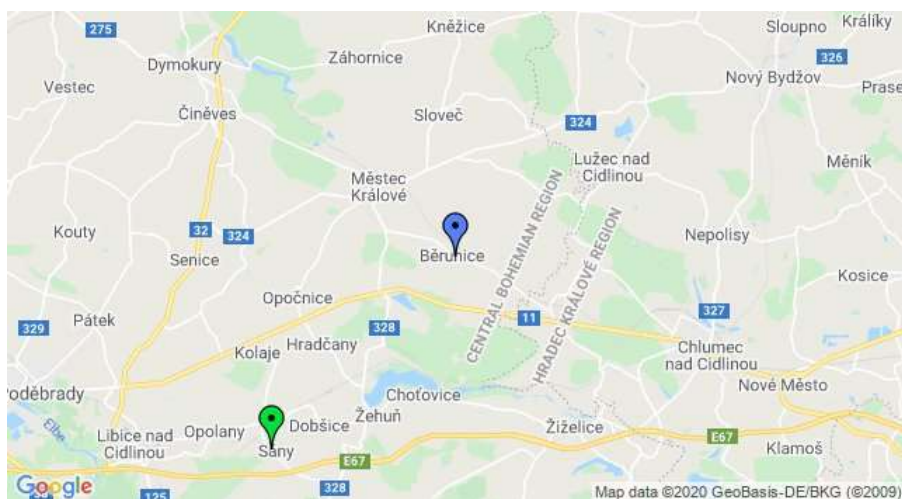 275
Kněžice
Sloupno
Králíky
Dymokury
Záhornice
326
Vestec
Nový Bydžov
Prase
Činěves
Sloveč
324
Lužec nad
Cidlinou
Měník
Městec
Králové
Kouty
32
324
Senice
Běrunice
CENTRAL BOHEMIAN REGION
HRADEC KRÁLOVÉ REGION
Nepolisy
Kosice
Opočnice
329
Pátek
328
11
327
Kolaje
Hradčany
Chlumec
nad Cidlinou
Poděbrady
Choťovice
Nové Město
Elbe
Libice nad
Cidlinou
Opolany
Dobšice
Žehuň
Sány
Žiželice
E67
Klamoš
E67
328
125
Google
Map data ©2020 GeoBasis-DE/BKG (©2009)